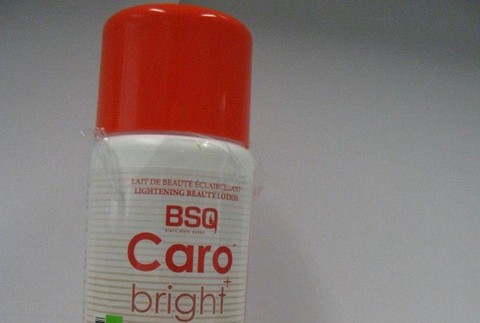 LAIT DE BEAUTÉ ÉCLAIRCISSANT
LIGHTENING BEAUTY LOTION
BSQ
Caro
bright+